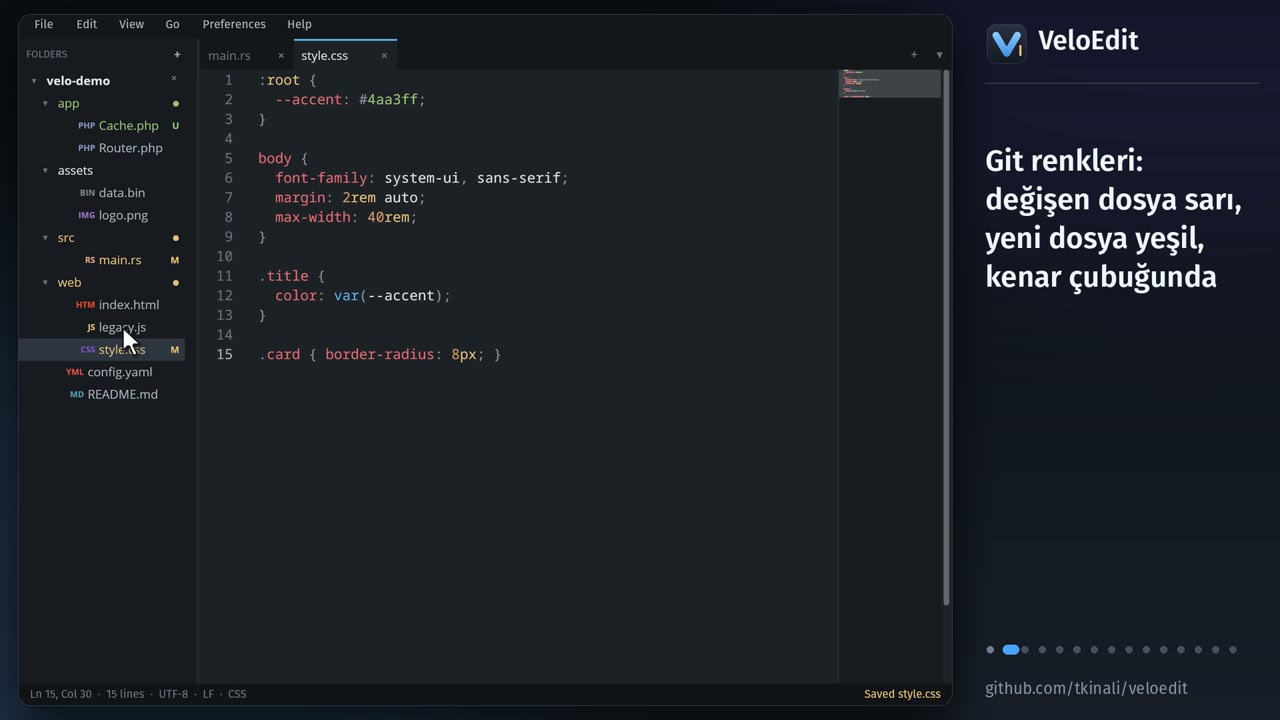 File Edit View Go Preferences Help
FOLDERS +
velo-demo ×
app
PHP Cache.php U
PHP Router.php
assets
BIN data.bin
IMG logo.png
src
RS main.rs M
web
HTM index.html
JS legacy.js
CSS style.css M
YML config.yaml
MD README.md
main.rs × style.css × +
1 :root {
2 --accent: #4aa3ff;
3 }
4
5 body {
6 font-family: system-ui, sans-serif;
7 margin: 2rem auto;
8 max-width: 40rem;
9 }
10
11 .title {
12 color: var(--accent);
13 }
14
15 .card { border-radius: 8px; }
Ln 15, Col 30 · 15 lines · UTF-8 · LF · CSS
Saved style.css
VeloEdit
Git renkleri:
değişen dosya sarı,
yeni dosya yeşil,
kenar çubuğunda
github.com/tkinali/veloedit